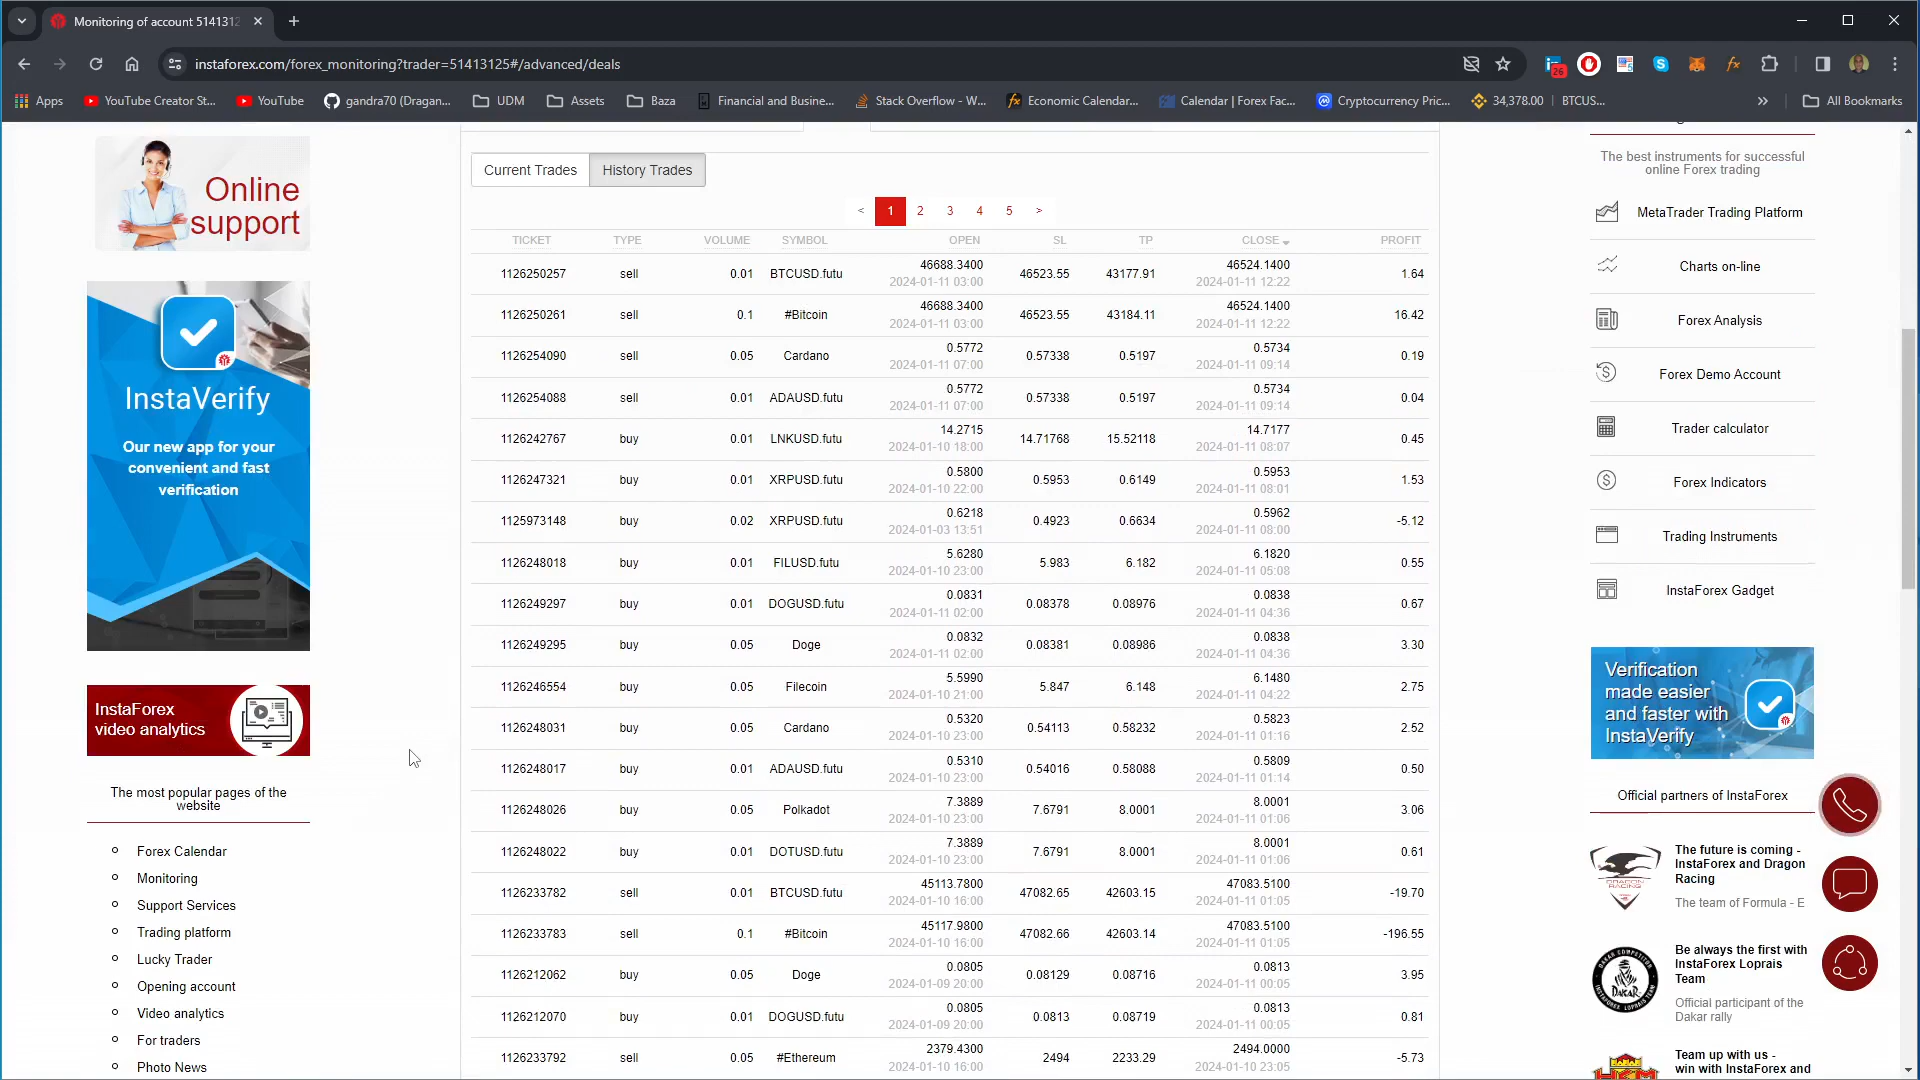 Monitoring of account 5141312
instaforex.com/forex_monitoring?trader=51413125#/advanced/deals
26
Apps
YouTube Creator St...
YouTube
gandra70 (Dragan...
UDM
Assets
Baza
Financial and Busine...
Stack Overflow - W...
Economic Calendar...
Calendar | Forex Fac...
Cryptocurrency Pric...
34,378.00 | BTCUS...
All Bookmarks
Online
support
InstaVerify
Our new app for your
convenient and fast
verification
InstaForex
video analytics
The most popular pages of the
website
Forex Calendar
Monitoring
Support Services
Trading platform
Lucky Trader
Opening account
Video analytics
For traders
Photo News
Current Trades
History Trades
< 1 2 3 4 5 >
TICKET TYPE VOLUME SYMBOL OPEN SL TP CLOSE PROFIT
1126250257 sell 0.01 BTCUSD.futu 46688.3400 46523.55 43177.91 46524.1400 1.64
2024-01-11 03:00 2024-01-11 12:22
1126250261 sell 0.1 #Bitcoin 46688.3400 46523.55 43184.11 46524.1400 16.42
2024-01-11 03:00 2024-01-11 12:22
1126254090 sell 0.05 Cardano 0.5772 0.57338 0.5197 0.5734 0.19
2024-01-11 07:00 2024-01-11 09:14
1126254088 sell 0.01 ADAUSD.futu 0.5772 0.57338 0.5197 0.5734 0.04
2024-01-11 07:00 2024-01-11 09:14
1126242767 buy 0.01 LNKUSD.futu 14.2715 14.71768 15.52118 14.7177 0.45
2024-01-10 18:00 2024-01-11 08:07
1126247321 buy 0.01 XRPUSD.futu 0.5800 0.5953 0.6149 0.5953 1.53
2024-01-10 22:00 2024-01-11 08:01
1125973148 buy 0.02 XRPUSD.futu 0.6218 0.4923 0.6634 0.5962 -5.12
2024-01-03 13:51 2024-01-11 08:00
1126248018 buy 0.01 FILUSD.futu 5.6280 5.983 6.182 6.1820 0.55
2024-01-10 23:00 2024-01-11 05:08
1126249297 buy 0.01 DOGUSD.futu 0.0831 0.08378 0.08976 0.0838 0.67
2024-01-11 02:00 2024-01-11 04:36
1126249295 buy 0.05 Doge 0.0832 0.08381 0.08986 0.0838 3.30
2024-01-11 02:00 2024-01-11 04:36
1126246554 buy 0.05 Filecoin 5.5990 5.847 6.148 6.1480 2.75
2024-01-10 21:00 2024-01-11 04:22
1126248031 buy 0.05 Cardano 0.5320 0.54113 0.58232 0.5823 2.52
2024-01-10 23:00 2024-01-11 01:16
1126248017 buy 0.01 ADAUSD.futu 0.5310 0.54016 0.58088 0.5809 0.50
2024-01-10 23:00 2024-01-11 01:14
1126248026 buy 0.05 Polkadot 7.3889 7.6791 8.0001 8.0001 3.06
2024-01-10 23:00 2024-01-11 01:06
1126248022 buy 0.01 DOTUSD.futu 7.3889 7.6791 8.0001 8.0001 0.61
2024-01-10 23:00 2024-01-11 01:06
1126233782 sell 0.01 BTCUSD.futu 45113.7800 47082.65 42603.15 47083.5100 -19.70
2024-01-10 16:00 2024-01-11 01:05
1126233783 sell 0.1 #Bitcoin 45117.9800 47082.66 42603.14 47083.5100 -196.55
2024-01-10 16:00 2024-01-11 01:05
1126212062 buy 0.05 Doge 0.0805 0.08129 0.08716 0.0813 3.95
2024-01-09 20:00 2024-01-11 00:05
1126212070 buy 0.01 DOGUSD.futu 0.0805 0.0813 0.08719 0.0813 0.81
2024-01-09 20:00 2024-01-11 00:05
1126233792 sell 0.05 #Ethereum 2379.4300 2494 2233.29 2494.0000 -5.73
2024-01-10 16:00 2024-01-10 23:05
The best instruments for successful
online Forex trading
MetaTrader Trading Platform
Charts on-line
Forex Analysis
Forex Demo Account
Trader calculator
Forex Indicators
Trading Instruments
InstaForex Gadget
Verification
made easier
and faster with
InstaVerify
Official partners of InstaForex
The future is coming -
InstaForex and Dragon
Racing
The team of Formula - E
Be always the first with
InstaForex Loprais
Team
Official participant of the
Dakar rally
DAKAR
Team up with us -
win with InstaForex and